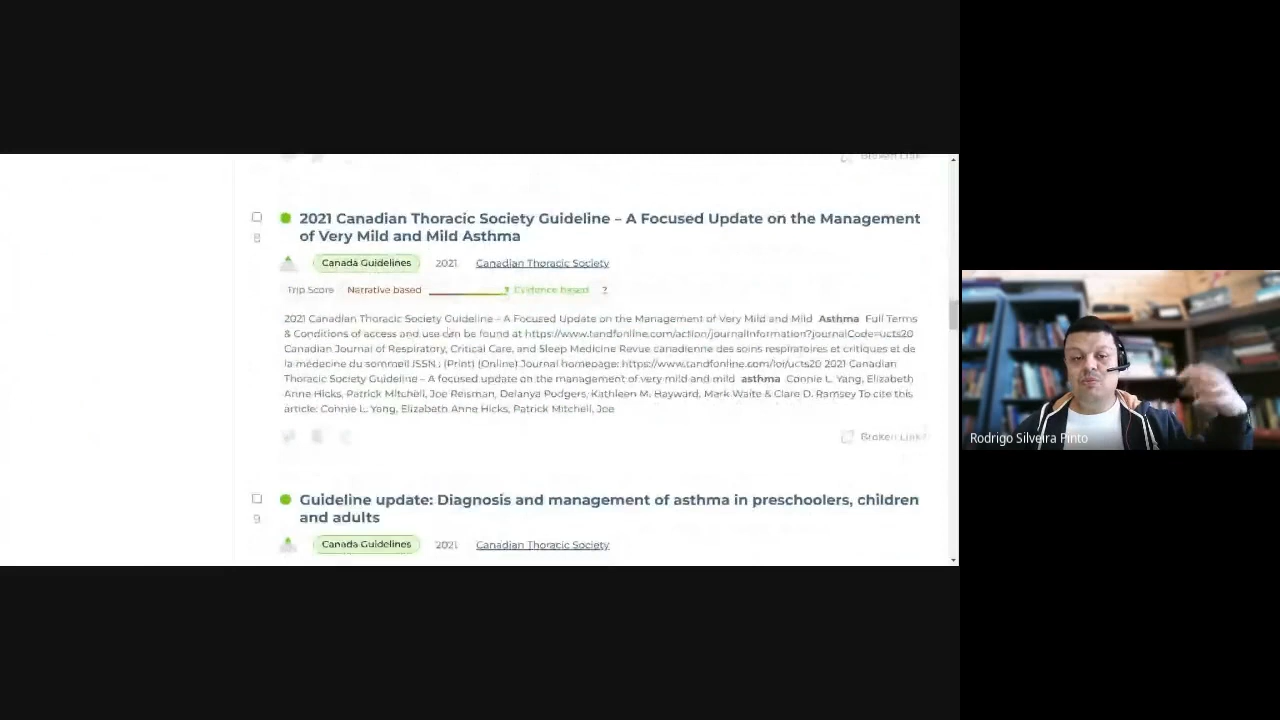 Broken Link
2021 Canadian Thoracic Society Guideline – A Focused Update on the Management
of Very Mild and Mild Asthma
8
Canada Guidelines 2021 Canadian Thoracic Society
Trip Score Narrative based Evidence based ?
2021 Canadian Thoracic Society Guideline – A Focused Update on the Management of Very Mild and Mild Asthma Full Terms
& Conditions of access and use can be found at https://www.tandfonline.com/action/journalInformation?journalCode=ucts20
Canadian Journal of Respiratory, Critical Care, and Sleep Medicine Revue canadienne des soins respiratoires et critiques et de
la médecine du sommeil ISSN: (Print) (Online) Journal homepage: https://www.tandfonline.com/loi/ucts20 2021 Canadian
Thoracic Society Guideline – A focused update on the management of very mild and mild asthma Connie L. Yang, Elizabeth
Anne Hicks, Patrick Mitchell, Joe Reisman, Delanya Podgers, Kathleen M. Hayward, Mark Waite & Clare D. Ramsey To cite this
article: Connie L. Yang, Elizabeth Anne Hicks, Patrick Mitchell, Joe
Broken Link?
Guideline update: Diagnosis and management of asthma in preschoolers, children
and adults
9
Canada Guidelines 2021 Canadian Thoracic Society
Rodrigo Silveira Pinto